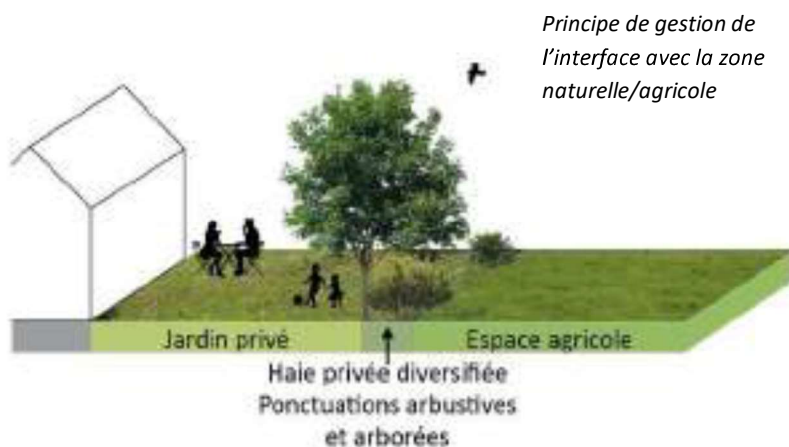 Principe de gestion de
l’interface avec la zone
naturelle/agricole
Jardin privé
Espace agricole
Haie privée diversifiée
Ponctuations arbustives
et arborées